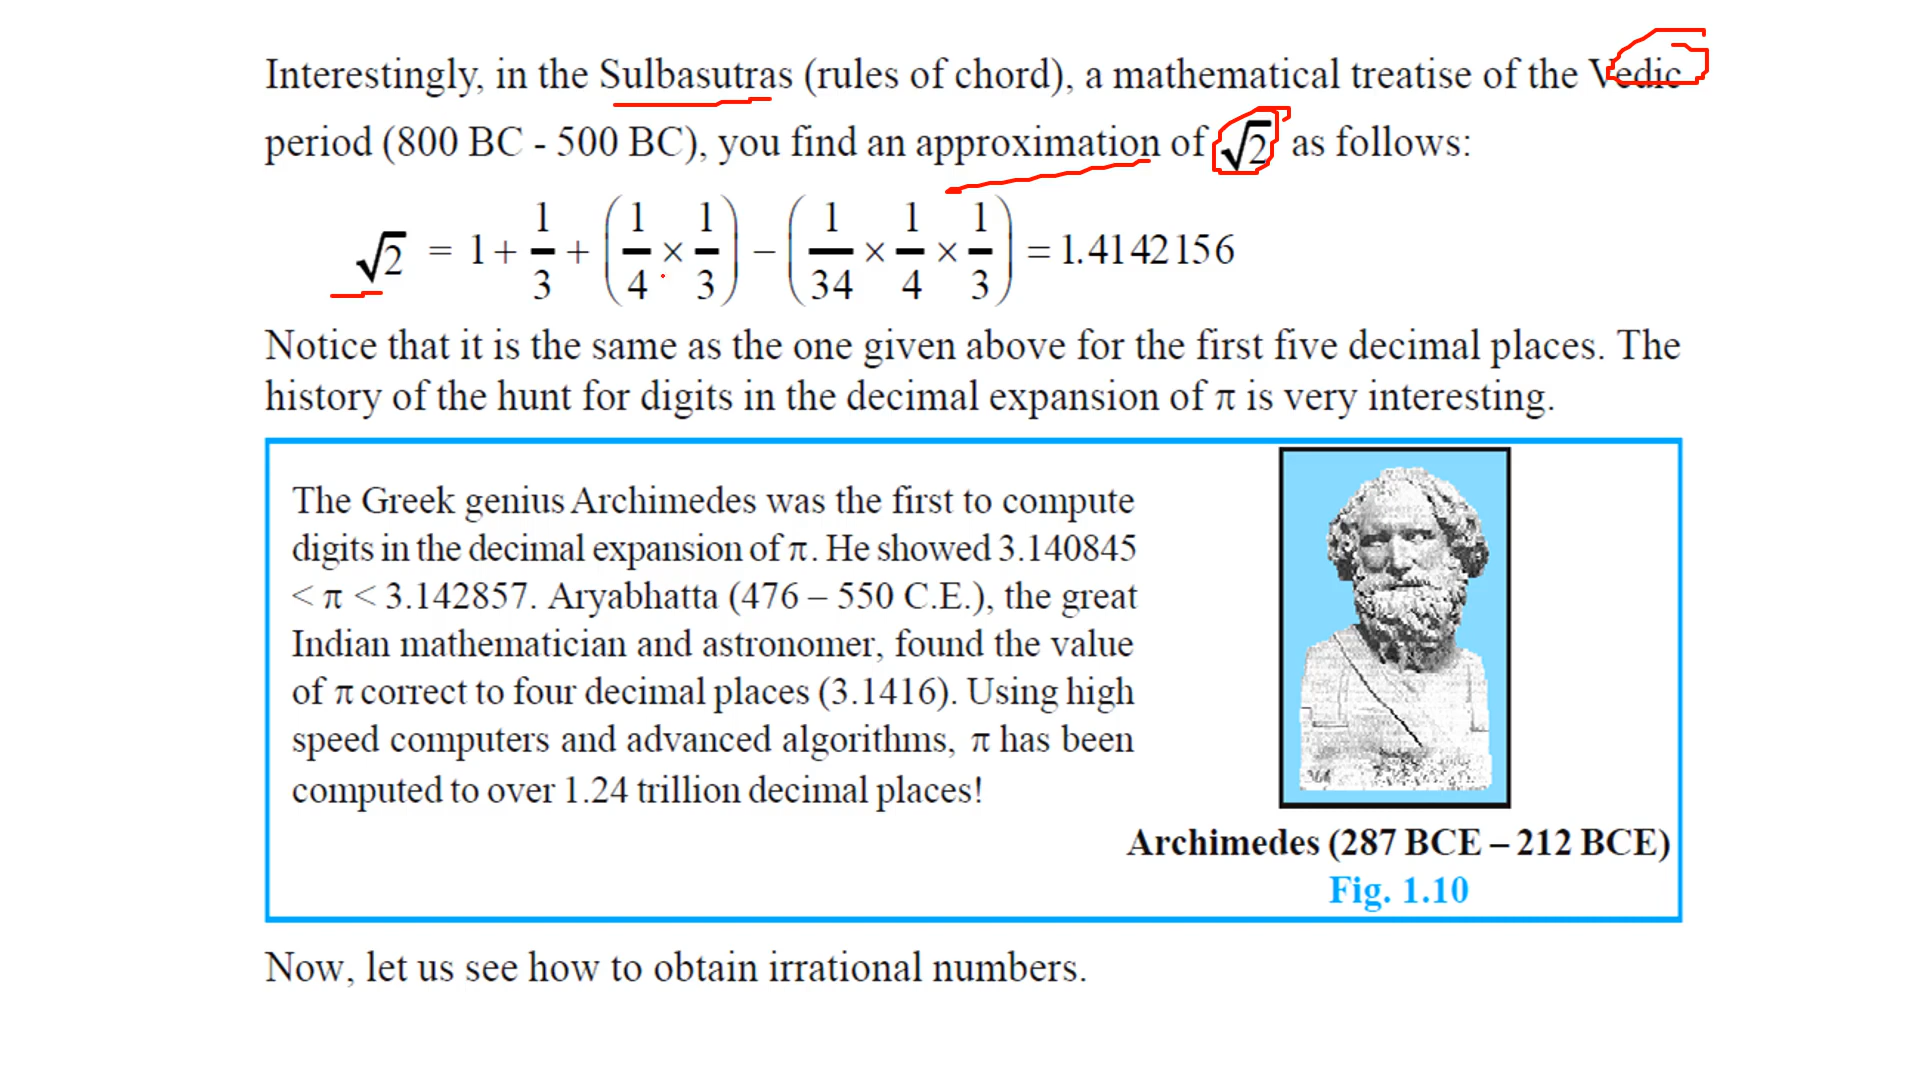 Interestingly, in the Sulbasutras (rules of chord), a mathematical treatise of the Vedic
period (800 BC - 500 BC), you find an approximation of √2 as follows:
√2 = 1 + 1/3 + (1/4 × 1/3) − (1/34 × 1/4 × 1/3) = 1.4142156
Notice that it is the same as the one given above for the first five decimal places. The
history of the hunt for digits in the decimal expansion of π is very interesting.
The Greek genius Archimedes was the first to compute
digits in the decimal expansion of π. He showed 3.140845
< π < 3.142857. Aryabhatta (476 – 550 C.E.), the great
Indian mathematician and astronomer, found the value
of π correct to four decimal places (3.1416). Using high
speed computers and advanced algorithms, π has been
computed to over 1.24 trillion decimal places!
Archimedes (287 BCE – 212 BCE)
Fig. 1.10
Now, let us see how to obtain irrational numbers.